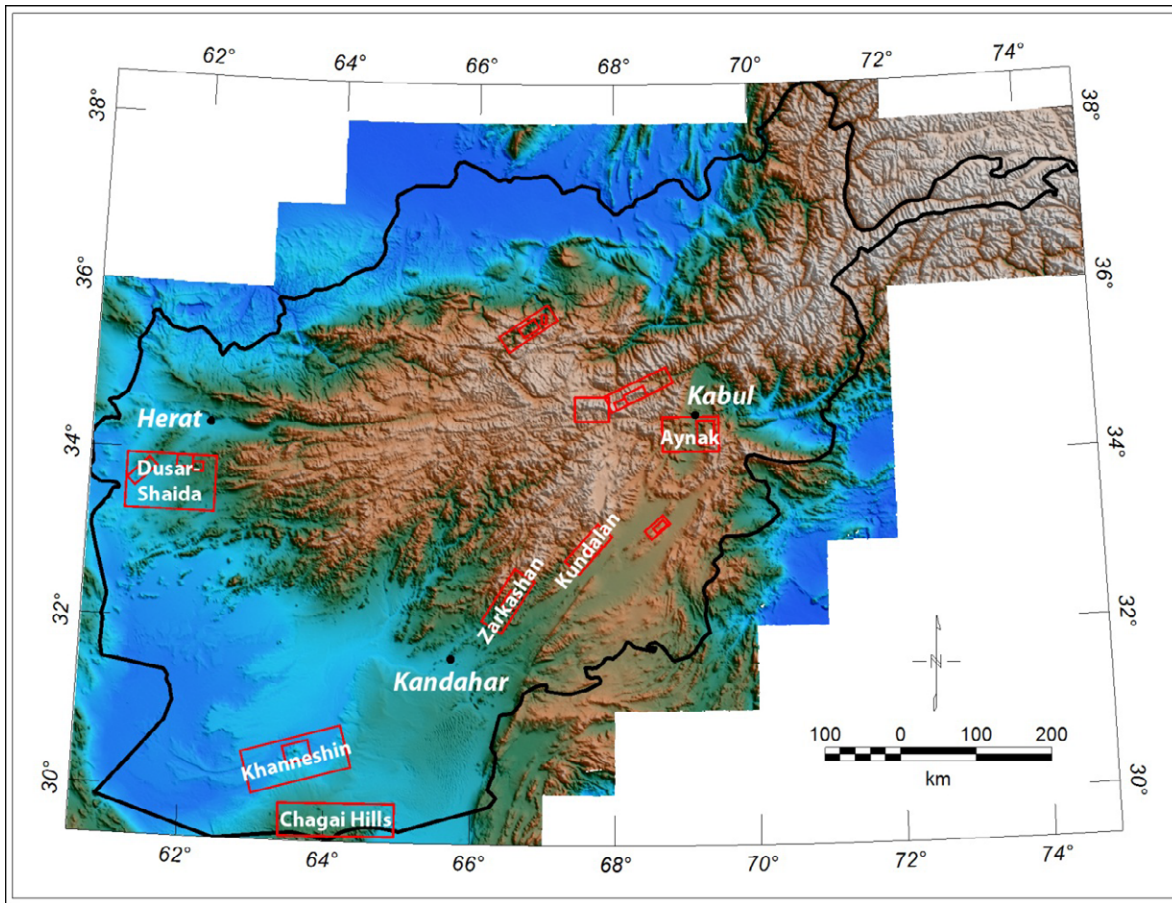 62° 64° 66° 68° 70° 72° 74°
38° 38°
36° 36°
Kabul
Herat
Aynak
34° 34°
Dusar-
Shaida
Kundalan
Zarkashan
32° 32°
Kandahar
N
Khanneshin
100 0 100 200
km
30° 30°
Chagai Hills
62° 64° 66° 68° 70° 72° 74°